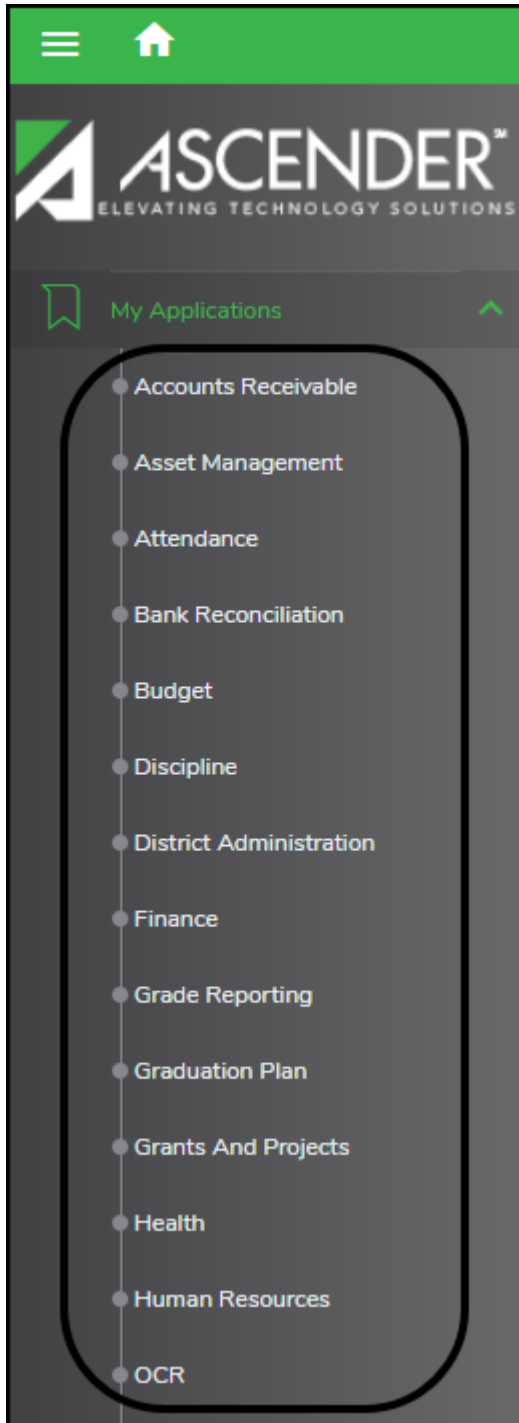 ASCENDER℠
ELEVATING TECHNOLOGY SOLUTIONS
My Applications
Accounts Receivable
Asset Management
Attendance
Bank Reconciliation
Budget
Discipline
District Administration
Finance
Grade Reporting
Graduation Plan
Grants And Projects
Health
Human Resources
OCR